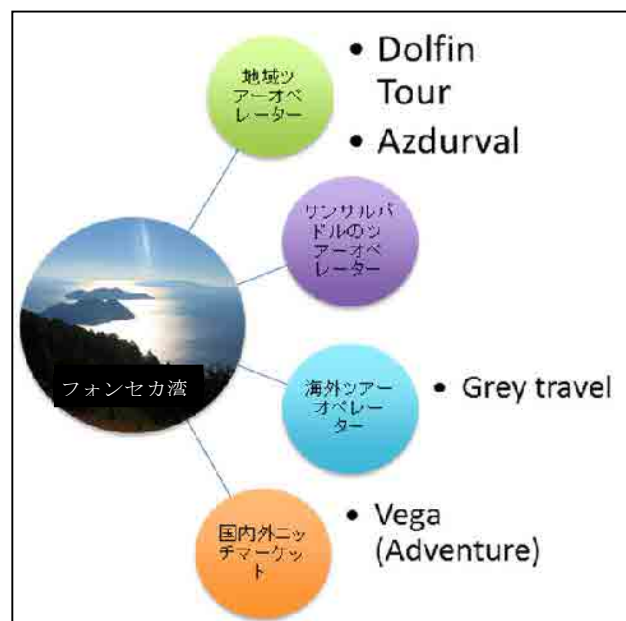 地域ツ
アーオペ
レーター
• Dolfin
Tour
• Azdurval
サンサルバ
ドルのツ
アーオペ
レーター
フォンセカ湾
海外ツアー
オペレー
ター
• Grey travel
国内外ニッ
チマーケッ
ト
• Vega
(Adventure)